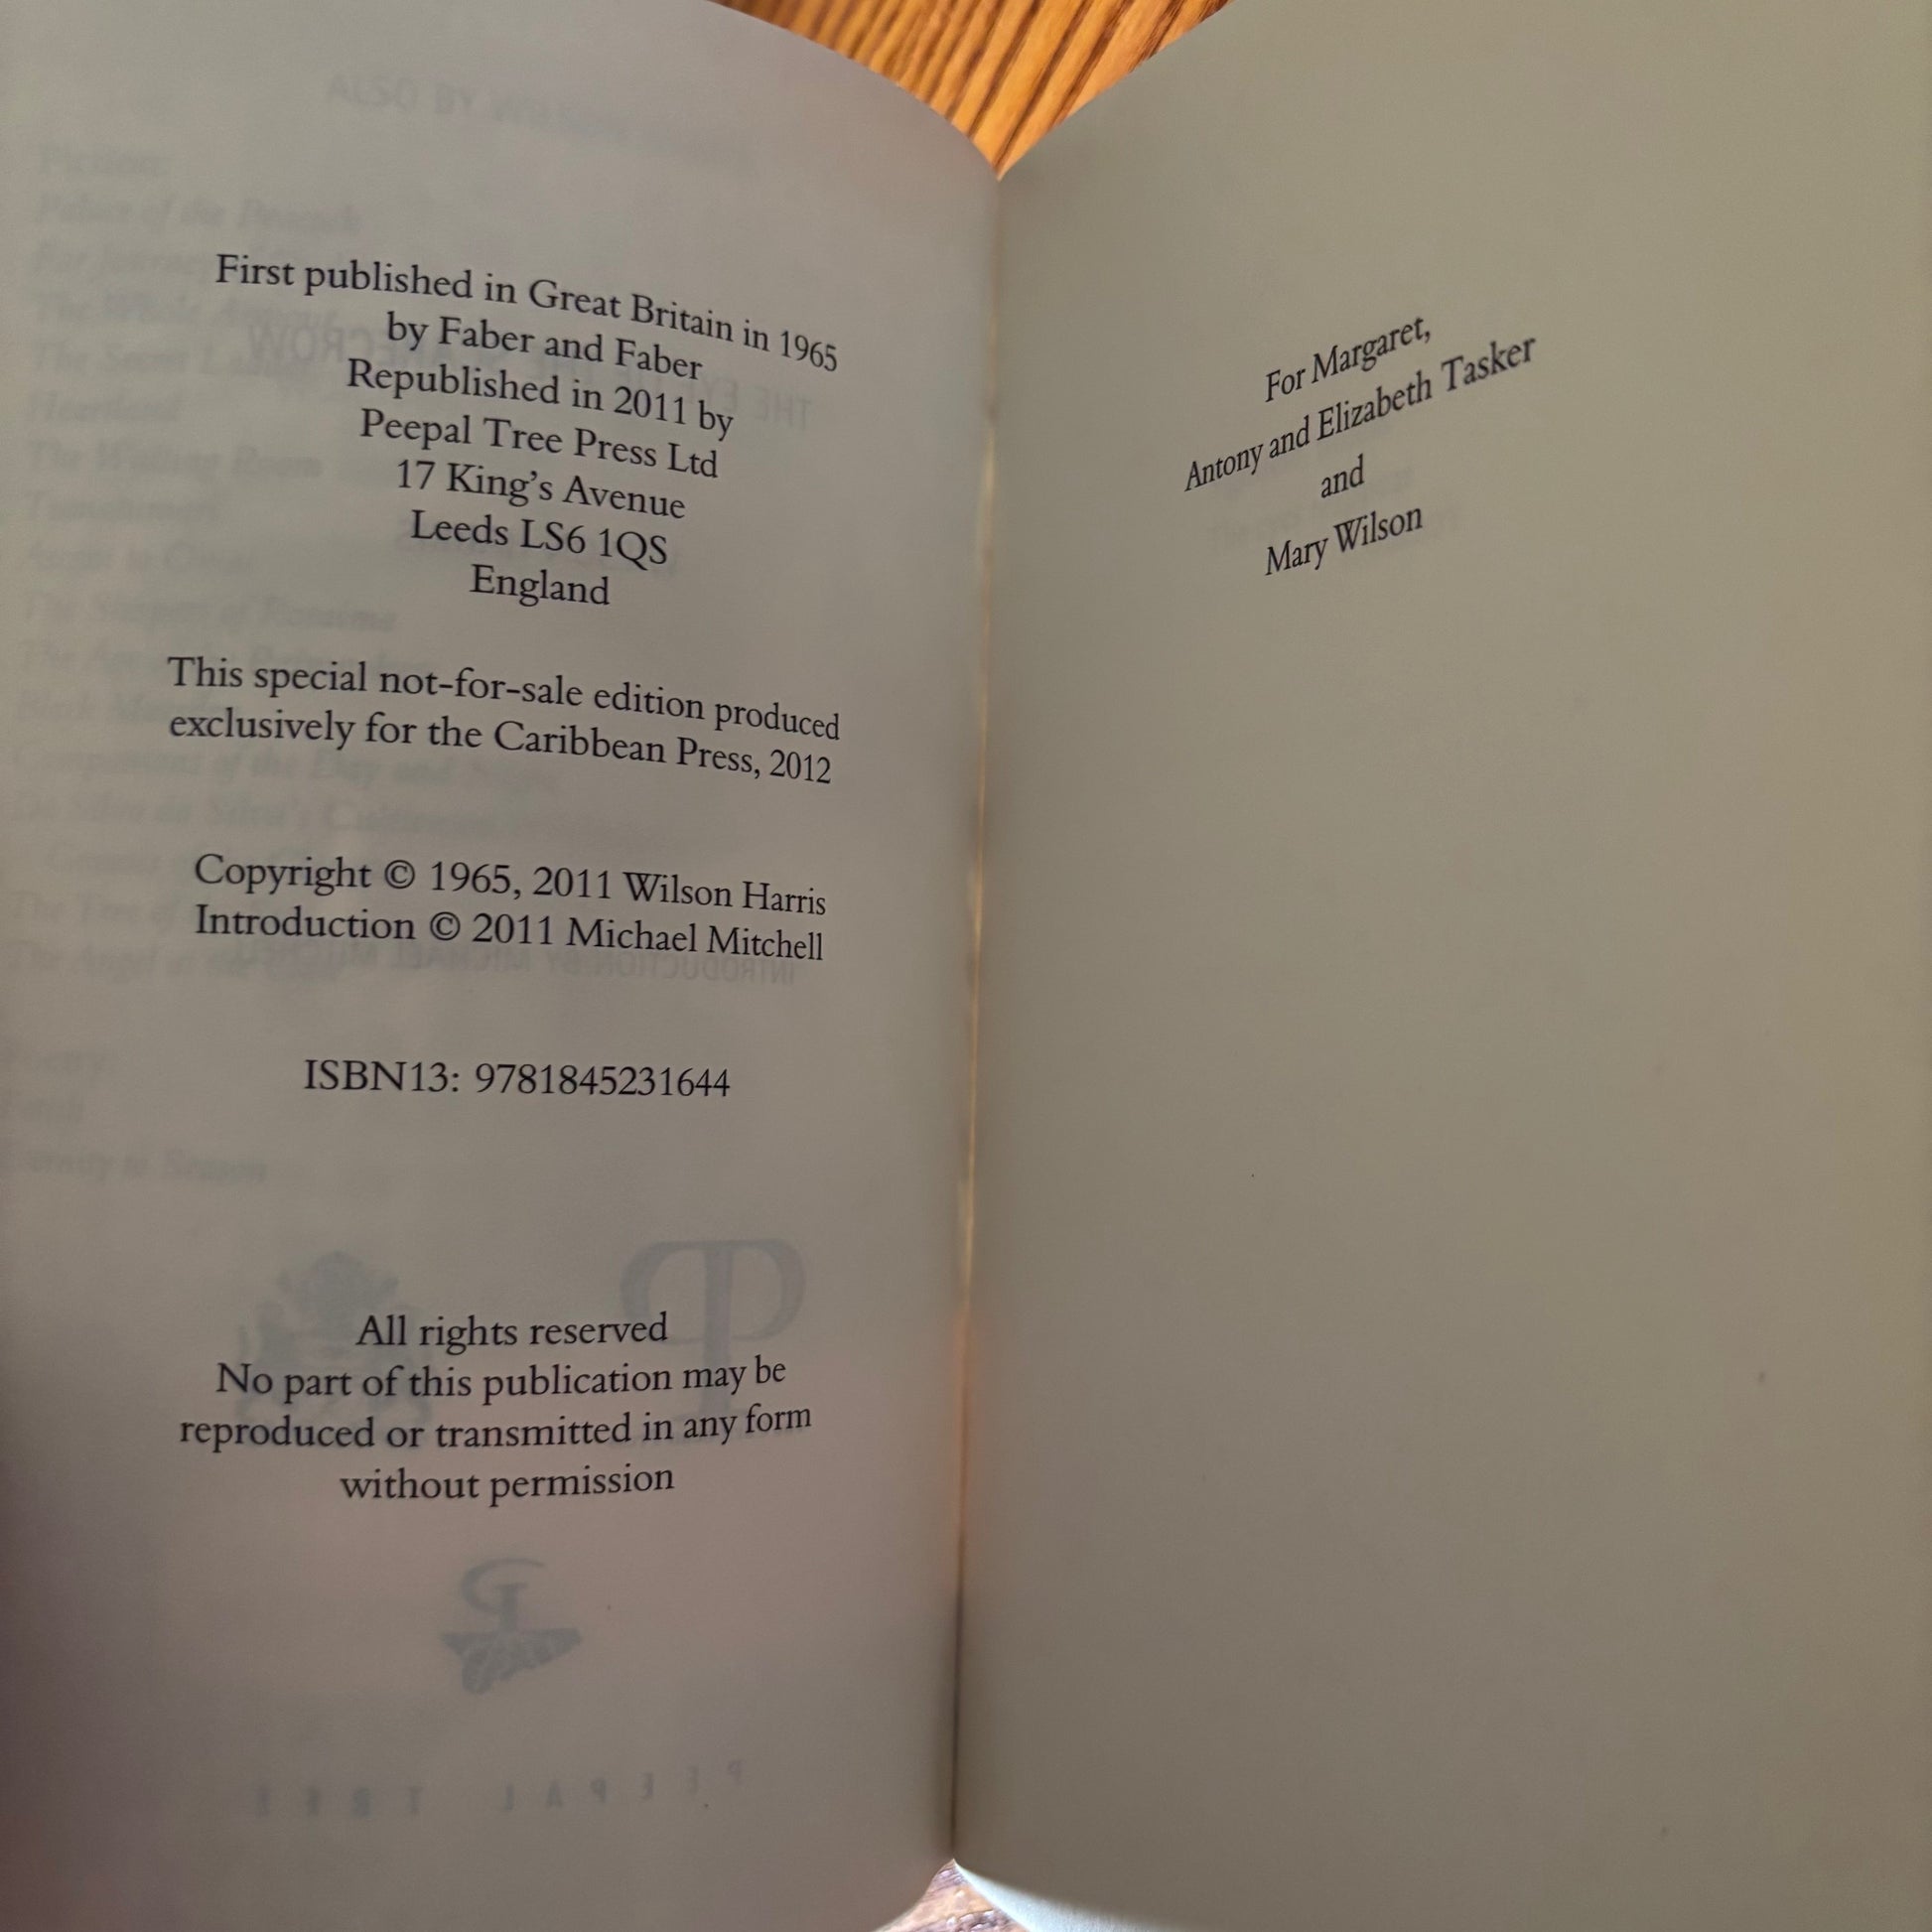 First published in Great Britain in 1965
by Faber and Faber
Republished in 2011 by
Peepal Tree Press Ltd
17 King's Avenue
Leeds LS6 1QS
England
This special not-for-sale edition produced
exclusively for the Caribbean Press, 2012
Copyright © 1965, 2011 Wilson Harris
Introduction © 2011 Michael Mitchell
ISBN13: 9781845231644
All rights reserved
No part of this publication may be
reproduced or transmitted in any form
without permission
For Margaret,
Antony and Elizabeth Tasker
and
Mary Wilson